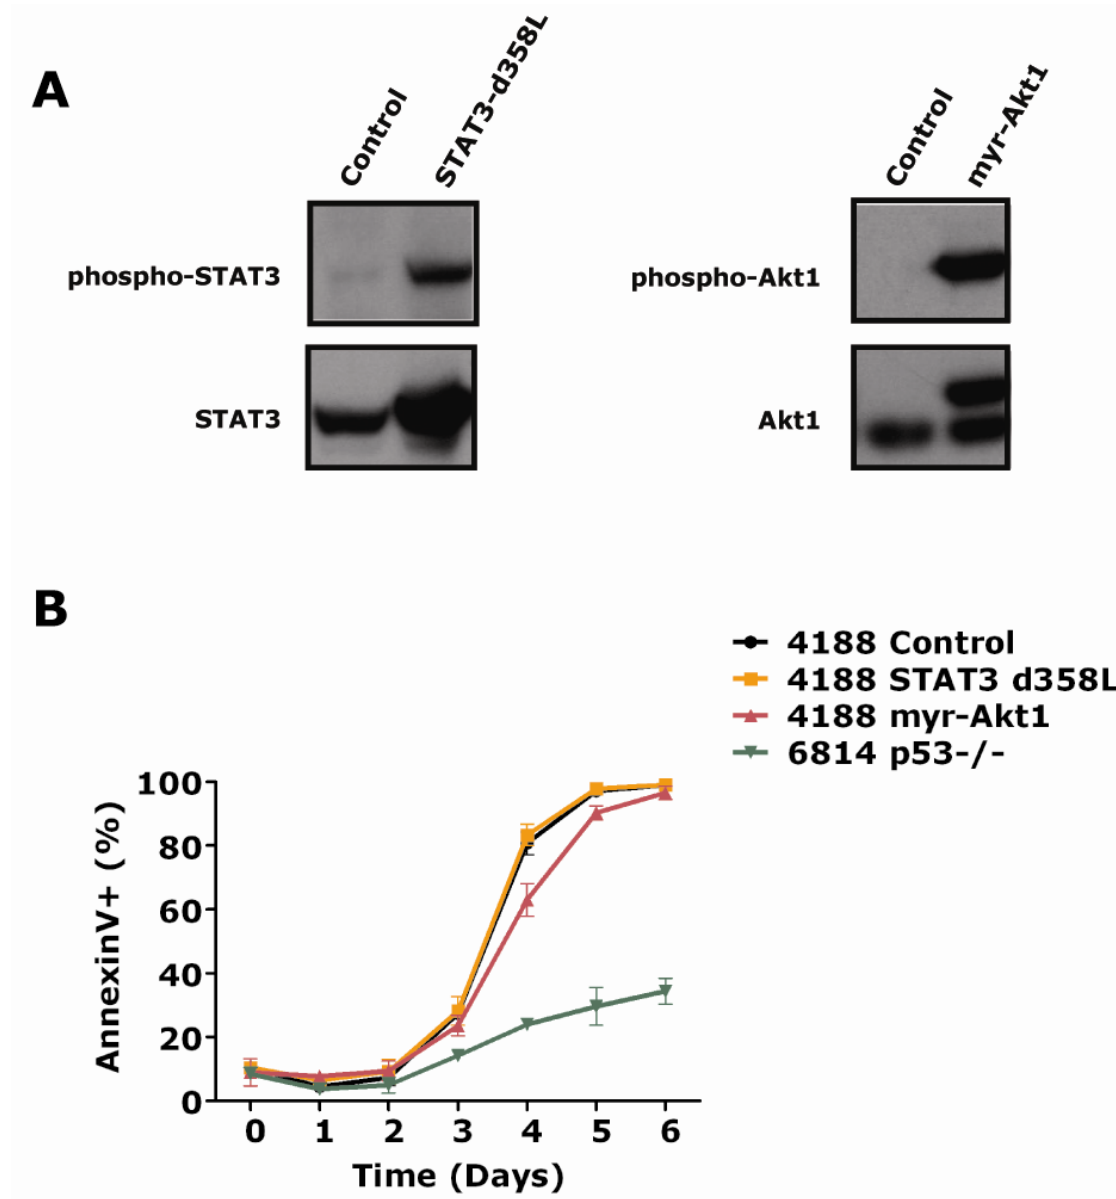 A
Control
STAT3-d358L
Control
myr-Akt1
phospho-STAT3
phospho-Akt1
STAT3
Akt1
B
4188 Control
4188 STAT3 d358L
4188 myr-Akt1
6814 p53-/-
AnnexinV+ (%)
100
80
60
40
20
0
0 1 2 3 4 5 6
Time (Days)